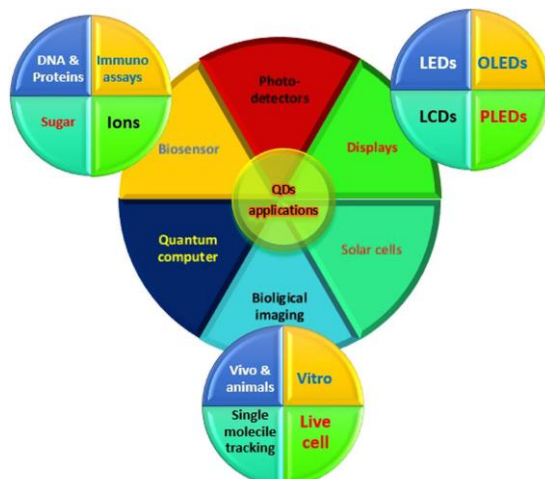 DNA &
Proteins
Immuno
assays
Sugar
Ions
LEDs
OLEDs
LCDs
PLEDs
Photo-
detectors
Biosensor
Displays
QDs
applications
Quantum
computer
Solar cells
Bioligical
imaging
Vivo &
animals
Vitro
Single
molecile
tracking
Live
cell